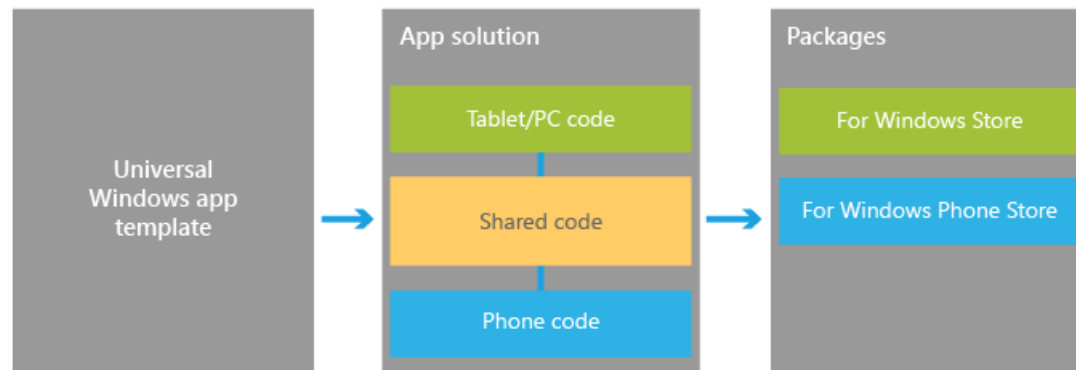 Universal
Windows app
template
App solution
Tablet/PC code
Shared code
Phone code
Packages
For Windows Store
For Windows Phone Store